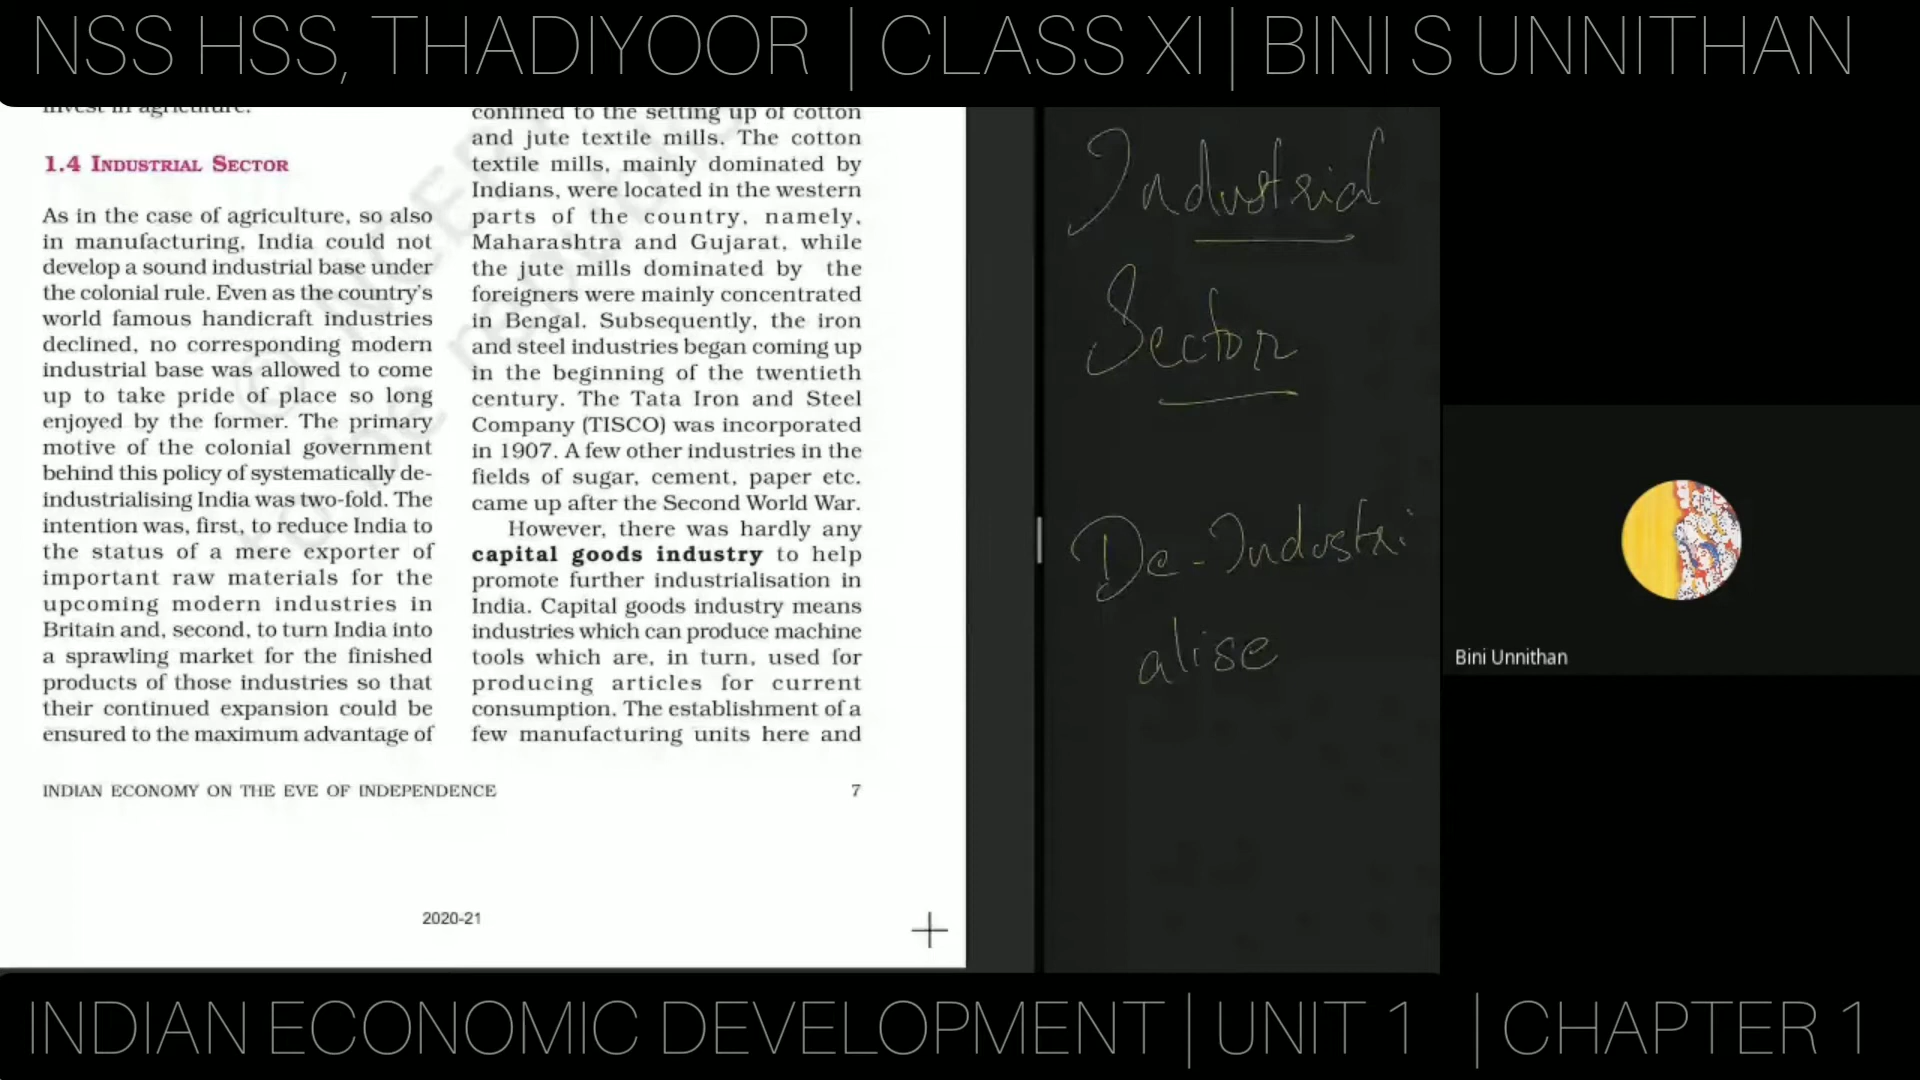 NSS HSS, THADIYOOR | CLASS XI | BINI S UNNITHAN
invest in agriculture.
1.4 INDUSTRIAL SECTOR
As in the case of agriculture, so also
in manufacturing, India could not
develop a sound industrial base under
the colonial rule. Even as the country's
world famous handicraft industries
declined, no corresponding modern
industrial base was allowed to come
up to take pride of place so long
enjoyed by the former. The primary
motive of the colonial government
behind this policy of systematically de-
industrialising India was two-fold. The
intention was, first, to reduce India to
the status of a mere exporter of
important raw materials for the
upcoming modern industries in
Britain and, second, to turn India into
a sprawling market for the finished
products of those industries so that
their continued expansion could be
ensured to the maximum advantage of
confined to the setting up of cotton
and jute textile mills. The cotton
textile mills, mainly dominated by
Indians, were located in the western
parts of the country, namely,
Maharashtra and Gujarat, while
the jute mills dominated by the
foreigners were mainly concentrated
in Bengal. Subsequently, the iron
and steel industries began coming up
in the beginning of the twentieth
century. The Tata Iron and Steel
Company (TISCO) was incorporated
in 1907. A few other industries in the
fields of sugar, cement, paper etc.
came up after the Second World War.
However, there was hardly any
capital goods industry to help
promote further industrialisation in
India. Capital goods industry means
industries which can produce machine
tools which are, in turn, used for
producing articles for current
consumption. The establishment of a
few manufacturing units here and
INDIAN ECONOMY ON THE EVE OF INDEPENDENCE 7
2020-21
Industrial
Sector
De-Industri
alise
Bini Unnithan
INDIAN ECONOMIC DEVELOPMENT | UNIT 1 | CHAPTER 1